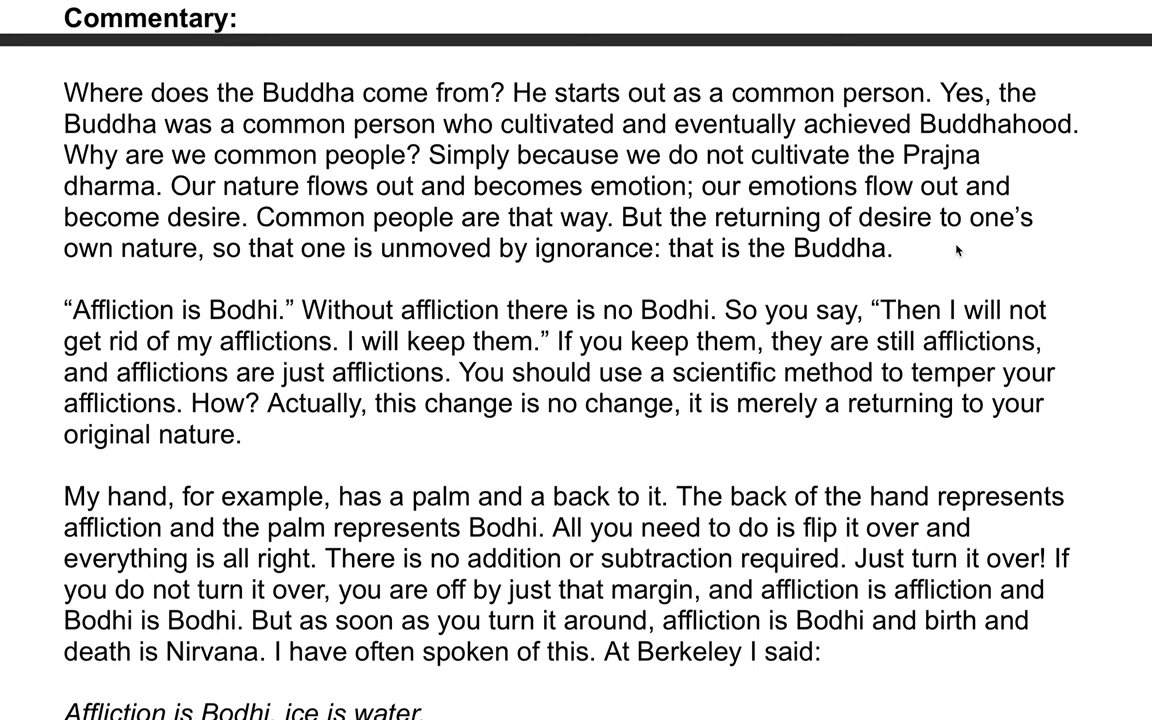 Commentary:
Where does the Buddha come from? He starts out as a common person. Yes, the
Buddha was a common person who cultivated and eventually achieved Buddhahood.
Why are we common people? Simply because we do not cultivate the Prajna
dharma. Our nature flows out and becomes emotion; our emotions flow out and
become desire. Common people are that way. But the returning of desire to one’s
own nature, so that one is unmoved by ignorance: that is the Buddha.
“Affliction is Bodhi.” Without affliction there is no Bodhi. So you say, “Then I will not
get rid of my afflictions. I will keep them.” If you keep them, they are still afflictions,
and afflictions are just afflictions. You should use a scientific method to temper your
afflictions. How? Actually, this change is no change, it is merely a returning to your
original nature.
My hand, for example, has a palm and a back to it. The back of the hand represents
affliction and the palm represents Bodhi. All you need to do is flip it over and
everything is all right. There is no addition or subtraction required. Just turn it over! If
you do not turn it over, you are off by just that margin, and affliction is affliction and
Bodhi is Bodhi. But as soon as you turn it around, affliction is Bodhi and birth and
death is Nirvana. I have often spoken of this. At Berkeley I said:
Affliction is Bodhi, ice is water,